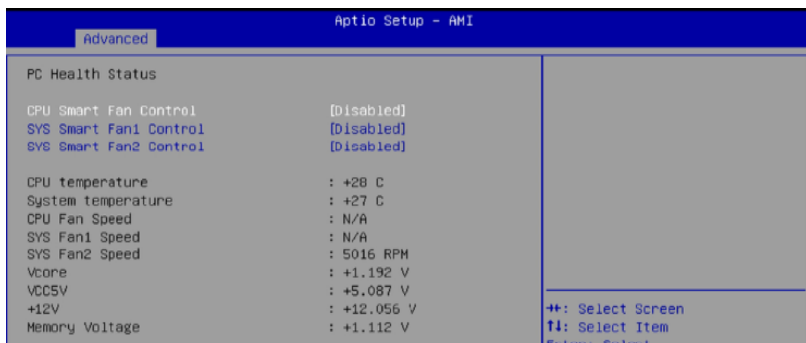 Aptio Setup - AMI
Advanced
PC Health Status
CPU Smart Fan Control [Disabled]
SYS Smart Fan1 Control [Disabled]
SYS Smart Fan2 Control [Disabled]
CPU temperature : +28 C
System temperature : +27 C
CPU Fan Speed : N/A
SYS Fan1 Speed : N/A
SYS Fan2 Speed : 5016 RPM
Vcore : +1.192 V
VCC5V : +5.087 V
+12V : +12.056 V
Memory Voltage : +1.112 V
→←: Select Screen
↑↓: Select Item